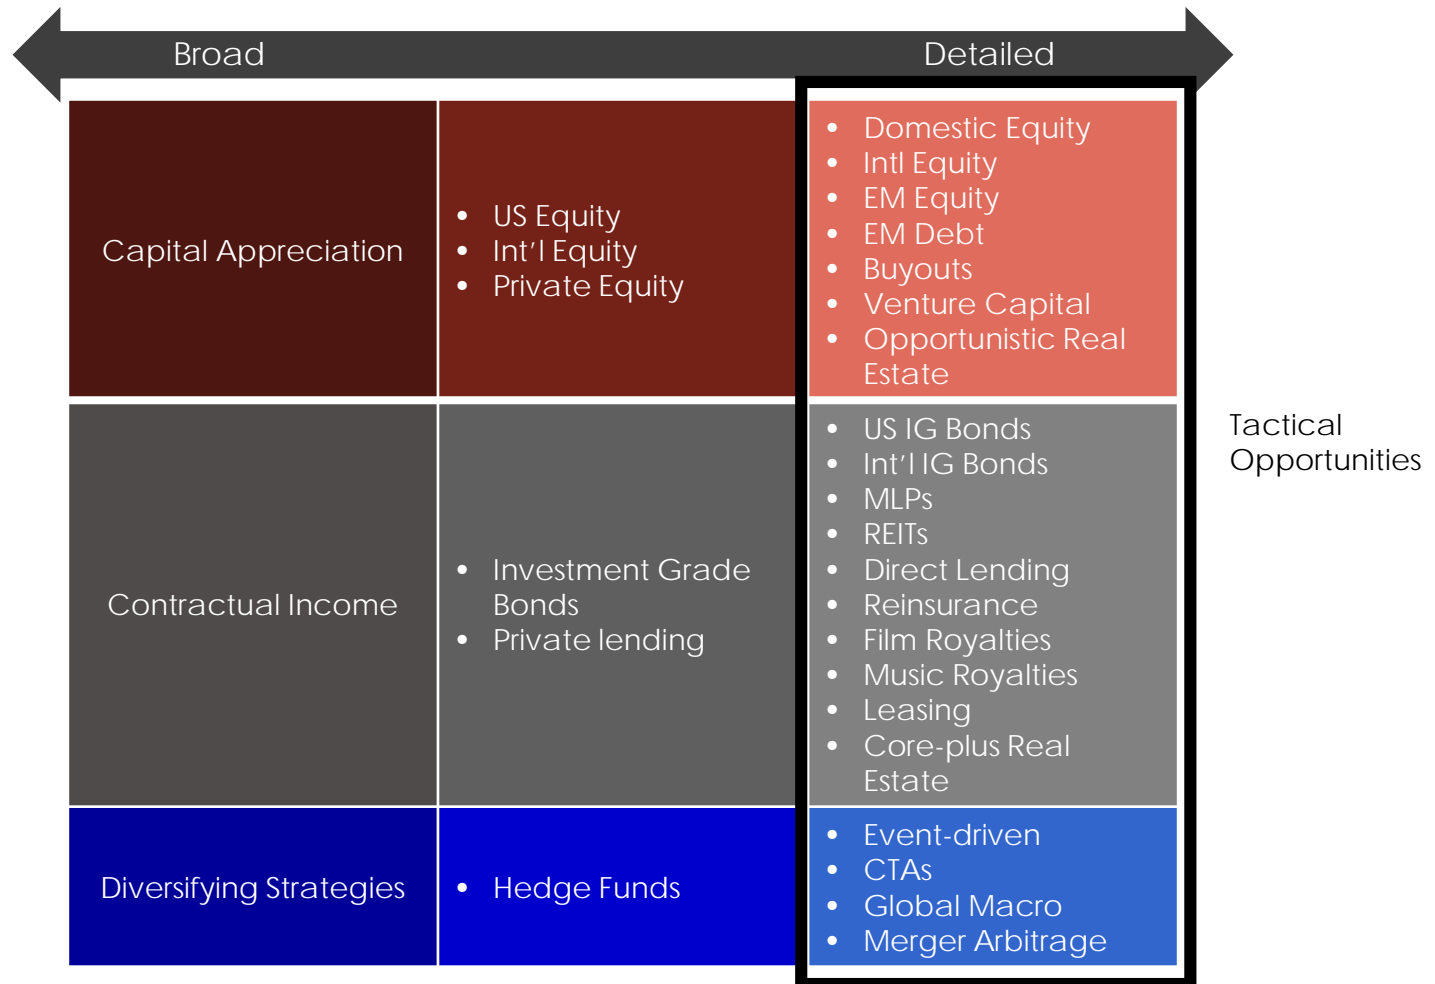 Broad
Detailed
Capital Appreciation
• US Equity
• Int'l Equity
• Private Equity
• Domestic Equity
• Intl Equity
• EM Equity
• EM Debt
• Buyouts
• Venture Capital
• Opportunistic Real
Estate
Contractual Income
• Investment Grade
Bonds
• Private lending
• US IG Bonds
• Int'l IG Bonds
• MLPs
• REITs
• Direct Lending
• Reinsurance
• Film Royalties
• Music Royalties
• Leasing
• Core-plus Real
Estate
Tactical
Opportunities
Diversifying Strategies
• Hedge Funds
• Event-driven
• CTAs
• Global Macro
• Merger Arbitrage